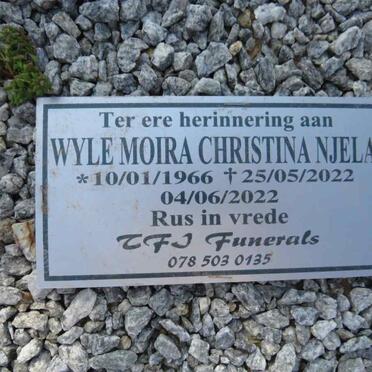 Ter ere herinnering aan
WYLE MOIRA CHRISTINA NJELA
*10/01/1966 †25/05/2022
04/06/2022
Rus in vrede
TFI Funerals
078 503 0135